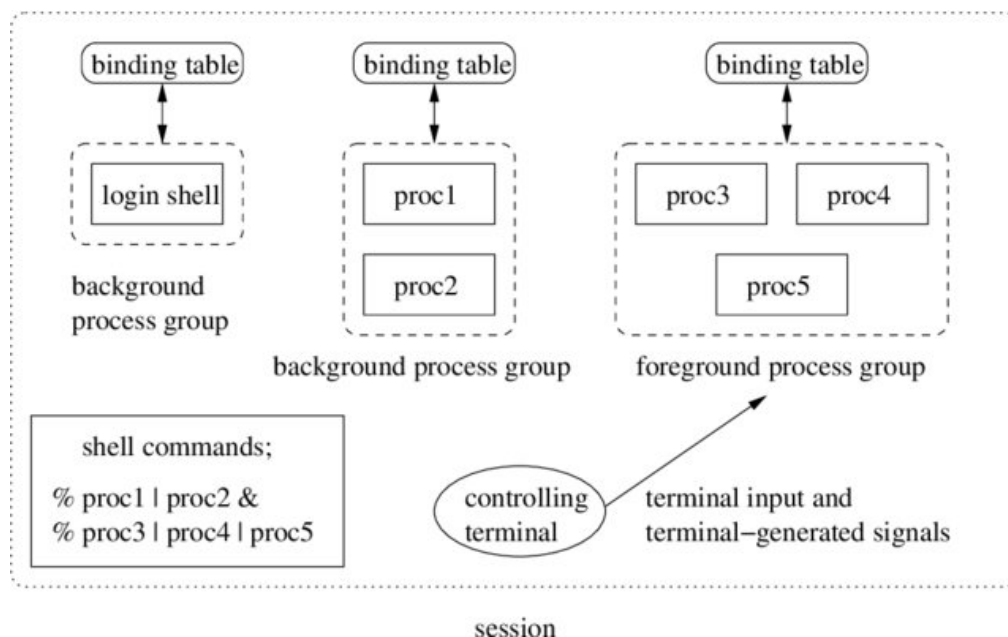 binding table
binding table
binding table
login shell
proc1
proc3
proc4
background
process group
proc2
proc5
background process group
foreground process group
shell commands;
% proc1 | proc2 &
% proc3 | proc4 | proc5
controlling
terminal
terminal input and
terminal−generated signals
session